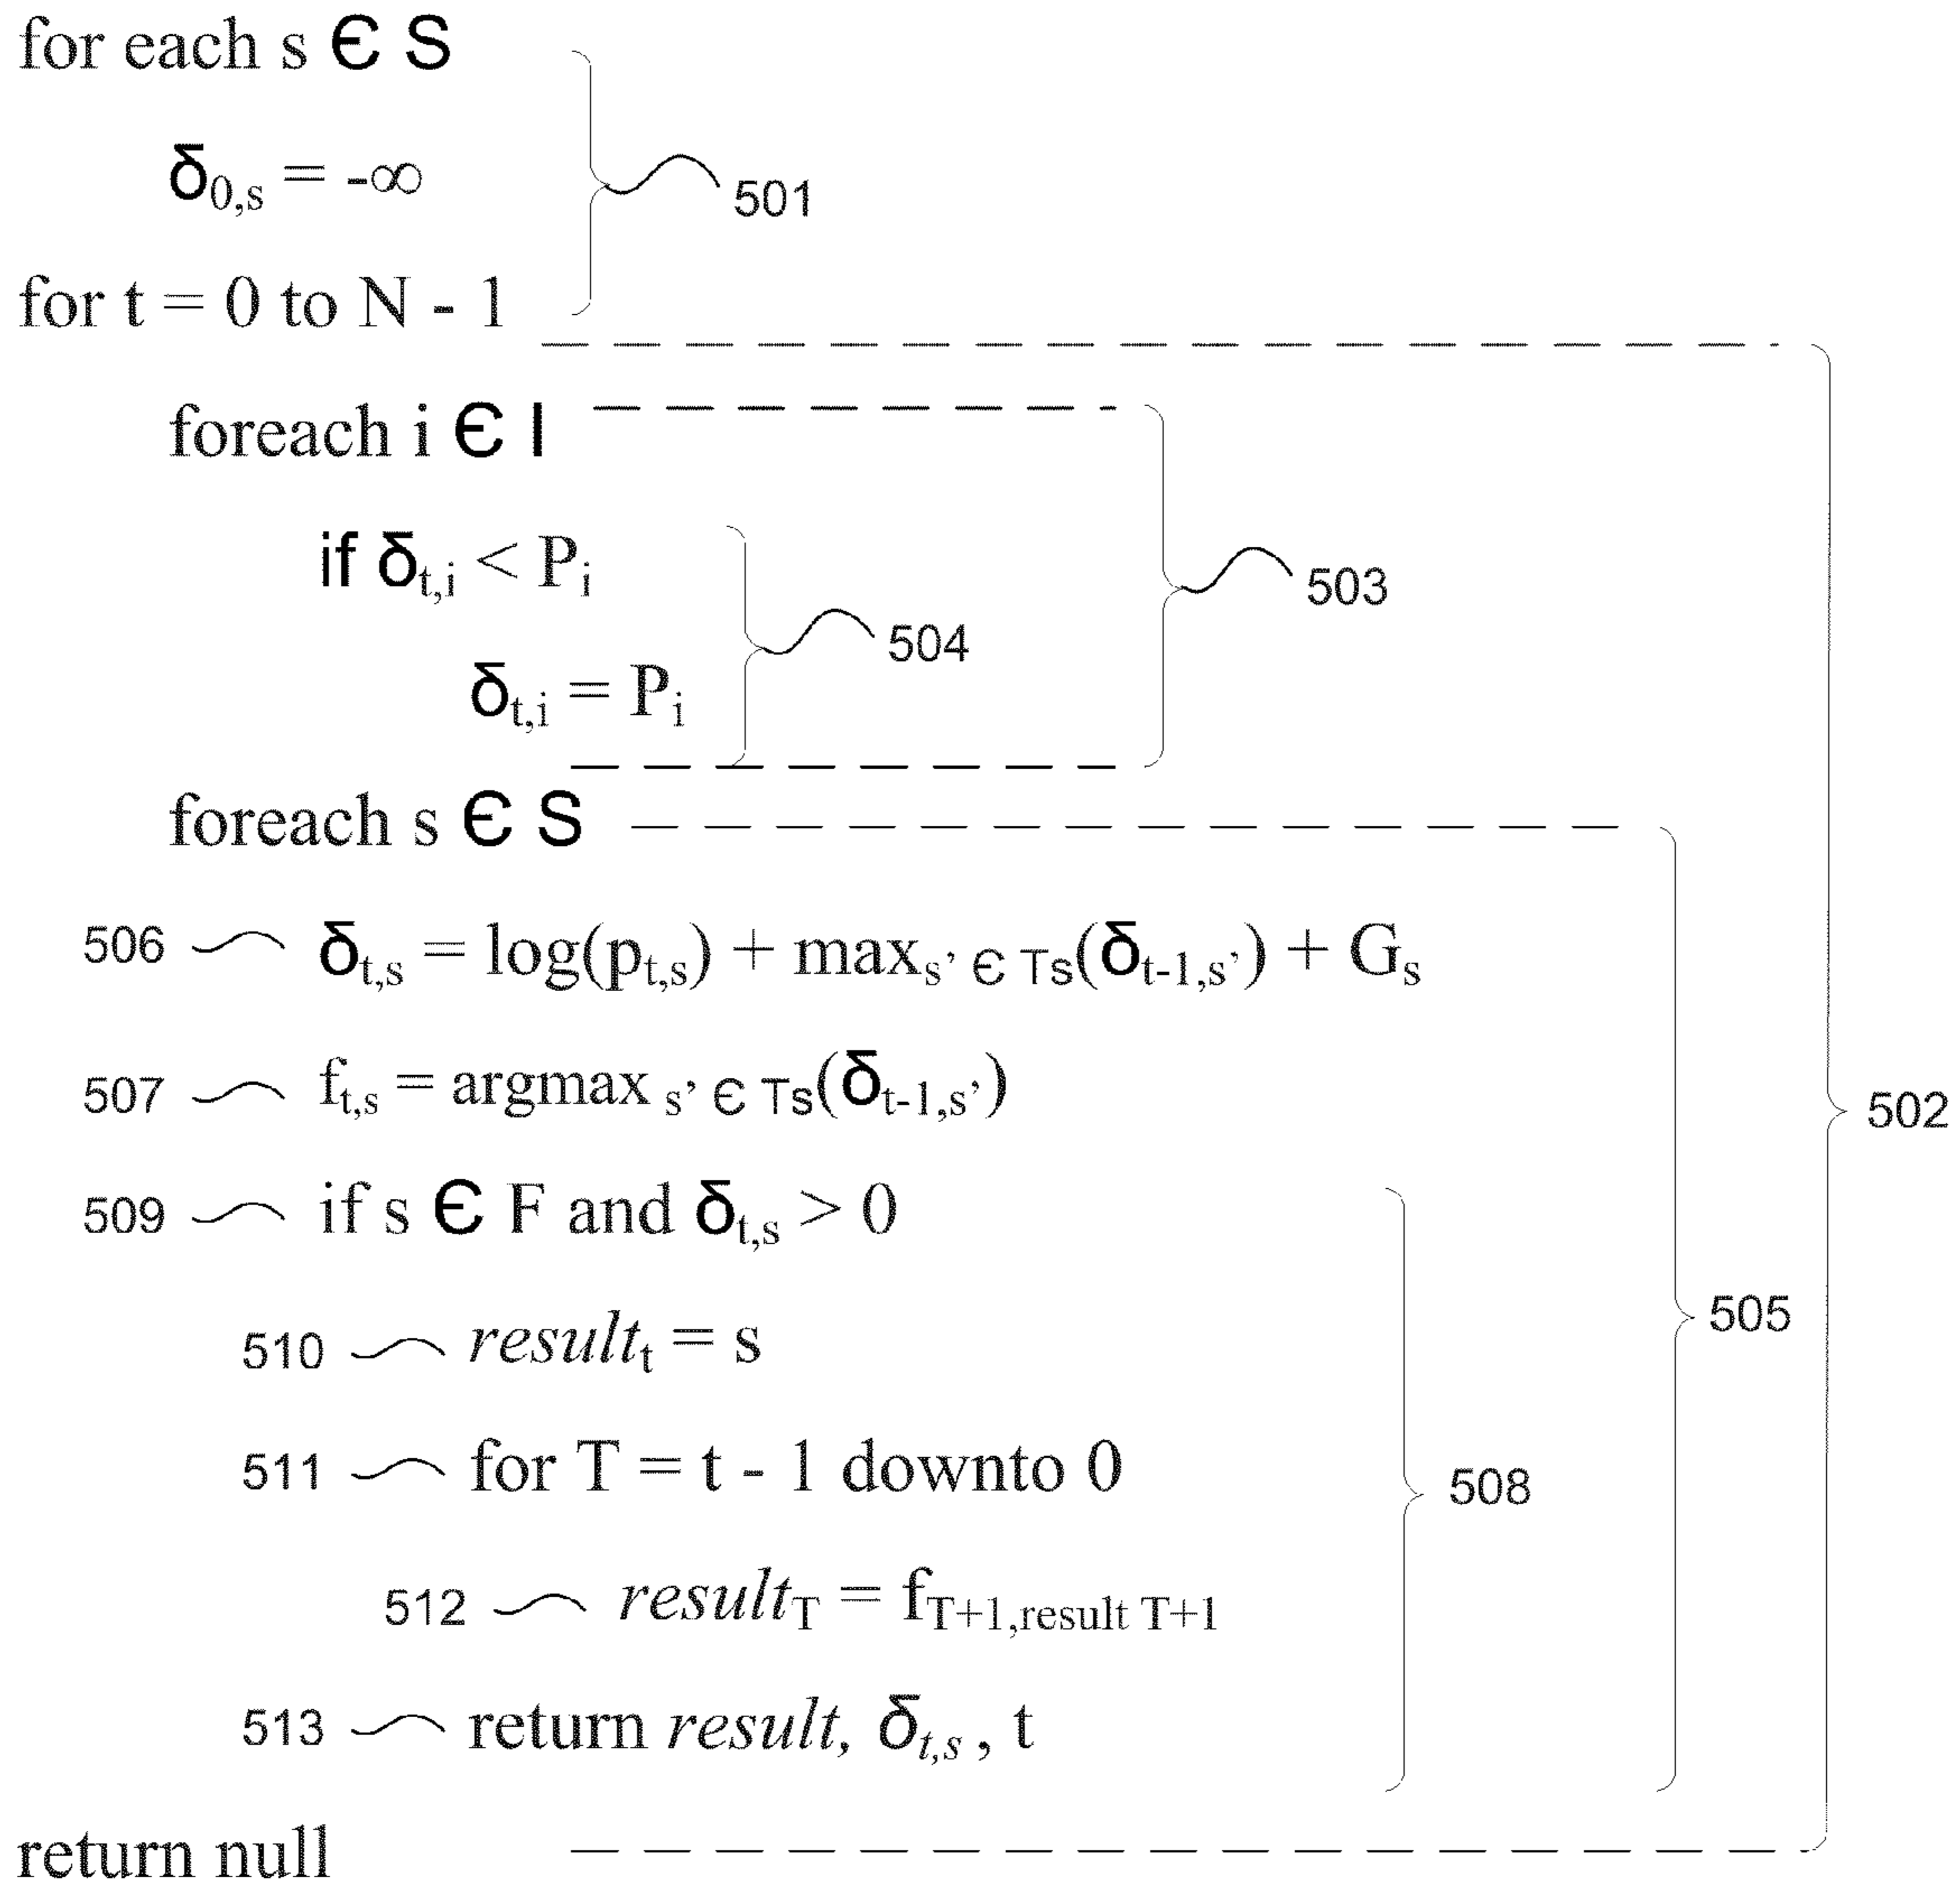 for each s Є S
δ0,s = -∞
501
for t = 0 to N - 1
foreach i Є I
if δt,i < Pi
503
504
δt,i = Pi
foreach s Є S
506 δt,s = log(pt,s) + maxs’ Є Ts(δt-1,s’) + Gs
507 ft,s = argmax s’ Є Ts(δt-1,s’)
502
509 if s Є F and δt,s > 0
505
510 resultt = s
511 for T = t - 1 downto 0
508
512 resultT = fT+1,result T+1
513 return result, δt,s , t
return null